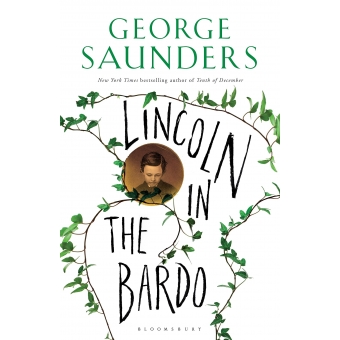 GEORGE
SAUNDERS
New York Times bestselling author of Tenth of December
LINCOLN
IN
THE
BARDO
BLOOMSBURY